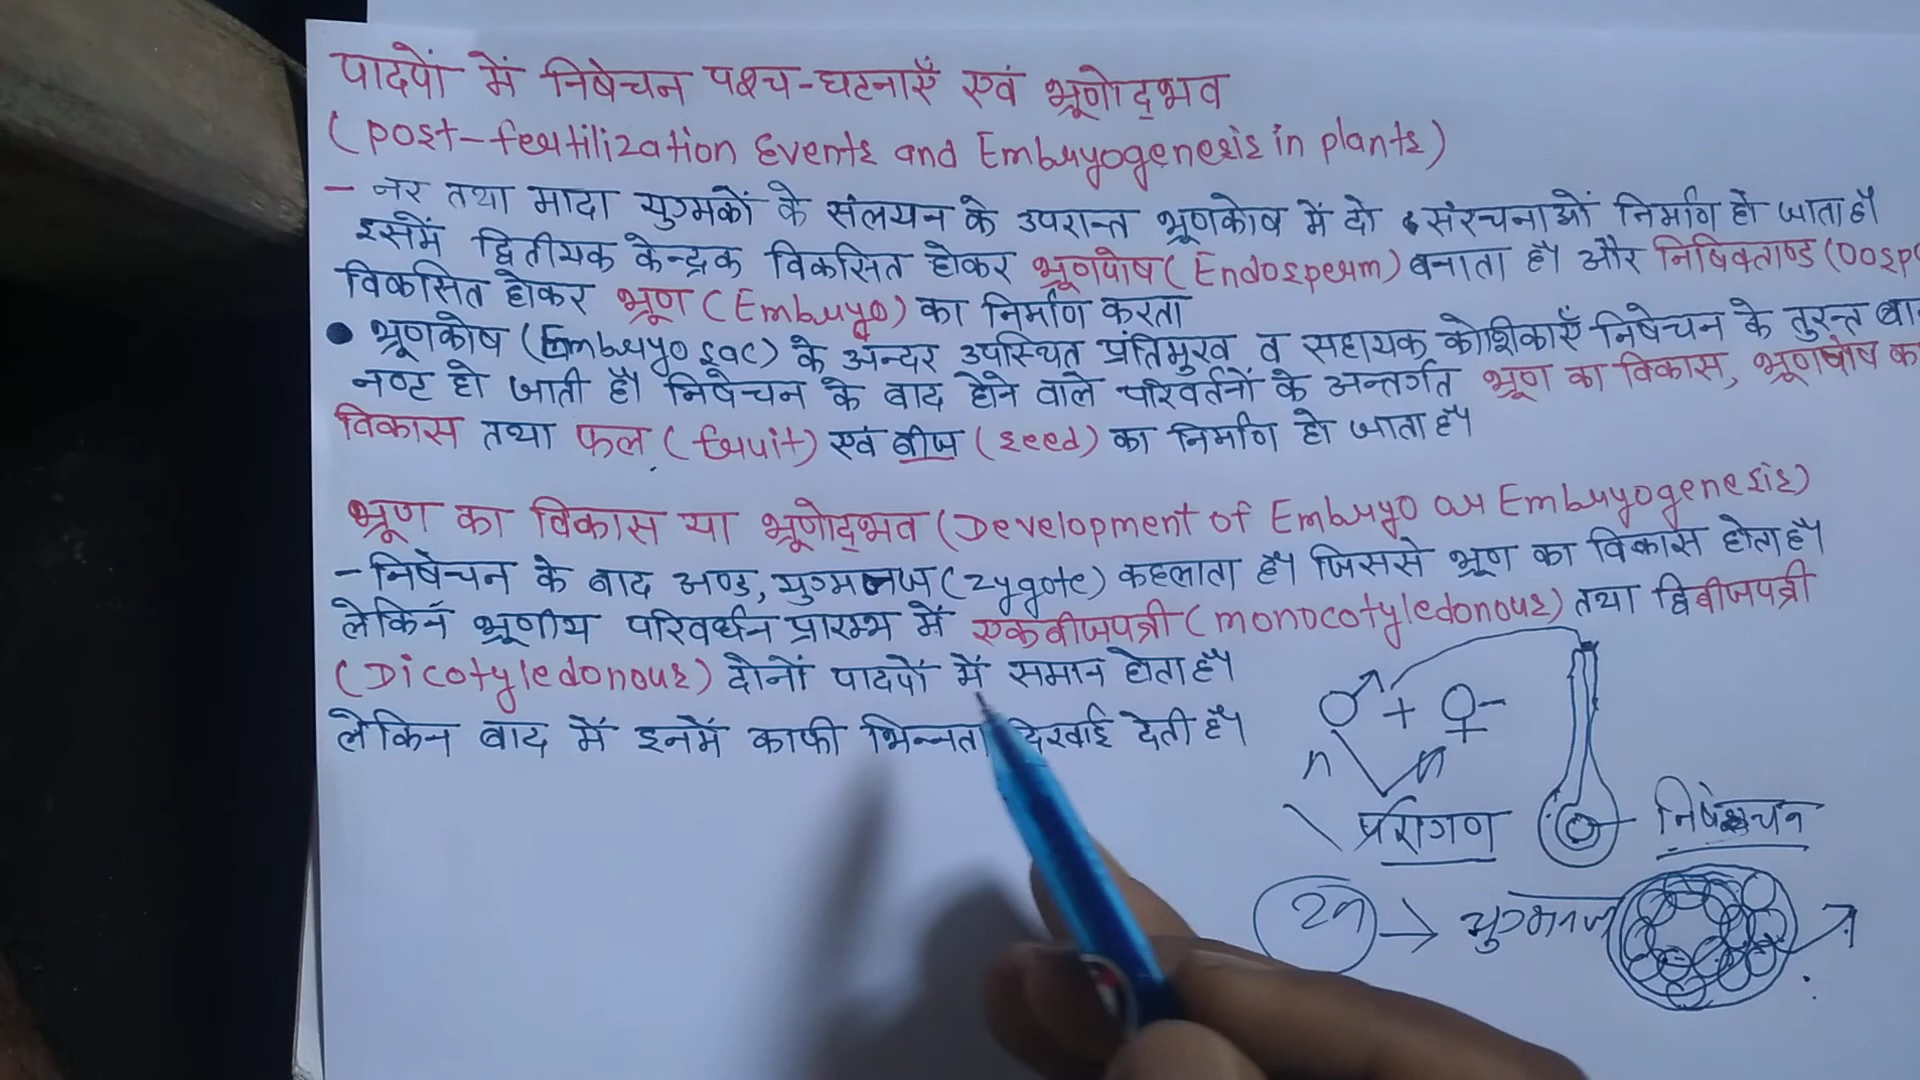 पादपों में निषेचन पश्च-घटनाएँ एवं भ्रूणोद्भव
(post-fertilization Events and Embryogenesis in plants)
- नर तथा मादा युग्मकों के संलयन के उपरान्त भ्रूणकोष में दो संरचनाओं निर्माण हो जाता है।
इसमें द्वितीयक केन्द्रक विकसित होकर भ्रूणपोष (Endosperm) बनाता है। और निषिक्ताण्ड (Oosp
विकसित होकर भ्रूण (Embryo) का निर्माण करता
● भ्रूणकोष (Embryo sac) के अन्दर उपस्थित प्रतिमुख व सहायक कोशिकाएँ निषेचन के तुरन्त बा
नष्ट हो जाती है। निषेचन के बाद होने वाले परिवर्तनों के अन्तर्गत भ्रूण का विकास, भ्रूणपोष का
विकास तथा फल (fruit) एवं बीज (seed) का निर्माण हो जाता है।
भ्रूण का विकास या भ्रूणोद्भव (Development of Embryo or Embryogenesis)
- निषेचन के बाद अण्ड, युग्मनज (Zygote) कहलाता है। जिससे भ्रूण का विकास होता है।
लेकिन भ्रूणीय परिवर्धन प्रारम्भ में एकबीजपत्री (monocotyledonous) तथा द्विबीजपत्री
(Dicotyledonous) दोनों पादपों में समान होता है।
लेकिन बाद में इनमें काफी भिन्नता दिखाई देती है।
♂ + ♀
n n
परागण
निषेचन
2n → युग्मनज